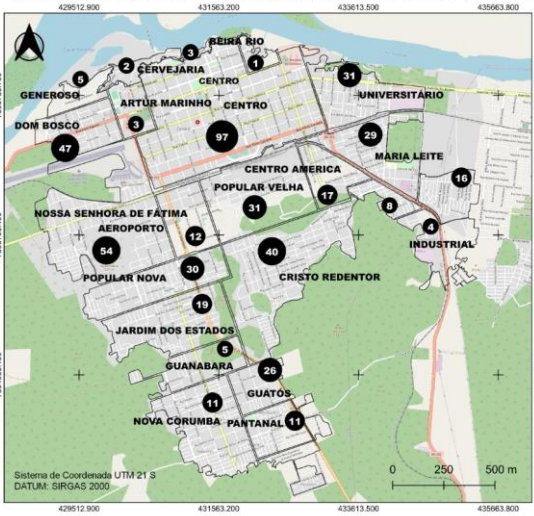 429512.900 431563.200 433613.500 435663.800
BEIRA RIO
3
2
1
CERVEJARIA
5
CENTRO
31
GENEROSO
ARTUR MARINHO
UNIVERSITÁRIO
CENTRO
DOM BOSCO
3
97
29
47
MARIA LEITE
CENTRO AMERICA
16
POPULAR VELHA
17
8
NOSSA SENHORA DE FÁTIMA
31
AEROPORTO
4
12
INDUSTRIAL
54
40
30
POPULAR NOVA
CRISTO REDENTOR
19
JARDIM DOS ESTADOS
5
GUANABARA
26
GUATÓS
11
NOVA CORUMBA
PANTANAL
11
Sistema de Coordenada UTM 21 S
DATUM: SIRGAS 2000
0 250 500 m
429512.900 431563.200 433613.500 435663.800